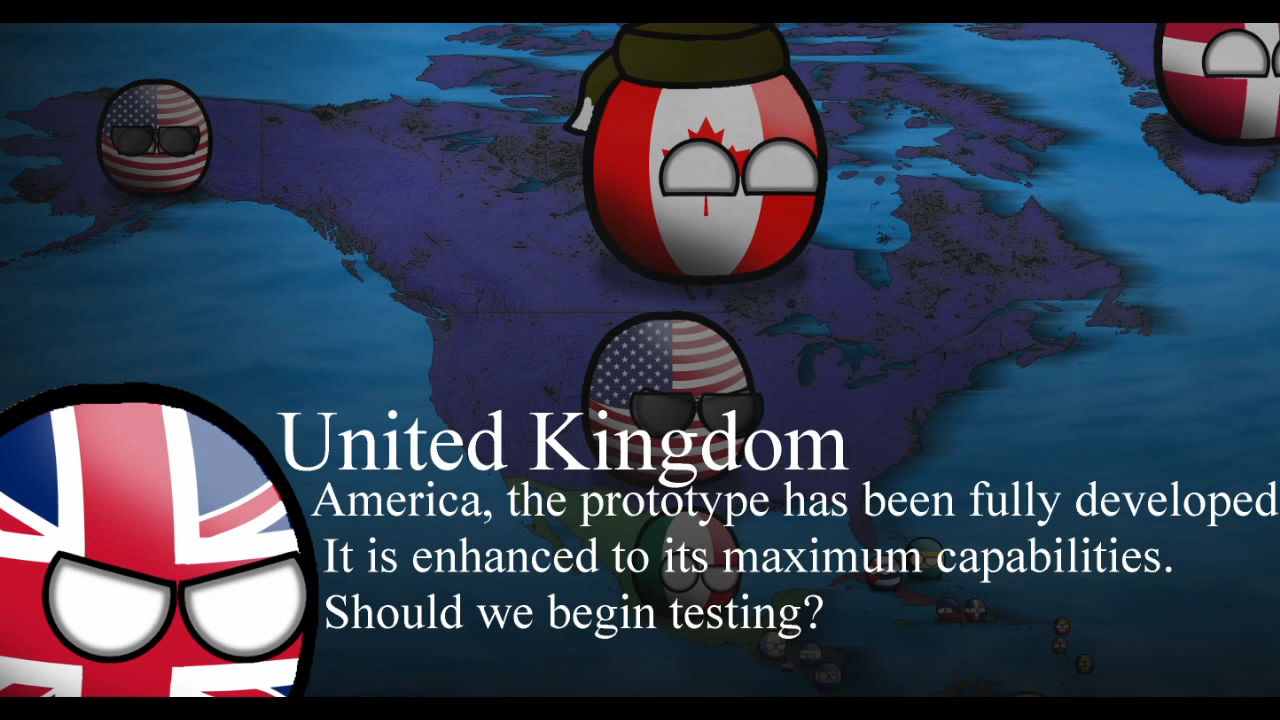 United Kingdom
America, the prototype has been fully developed
It is enhanced to its maximum capabilities.
Should we begin testing?